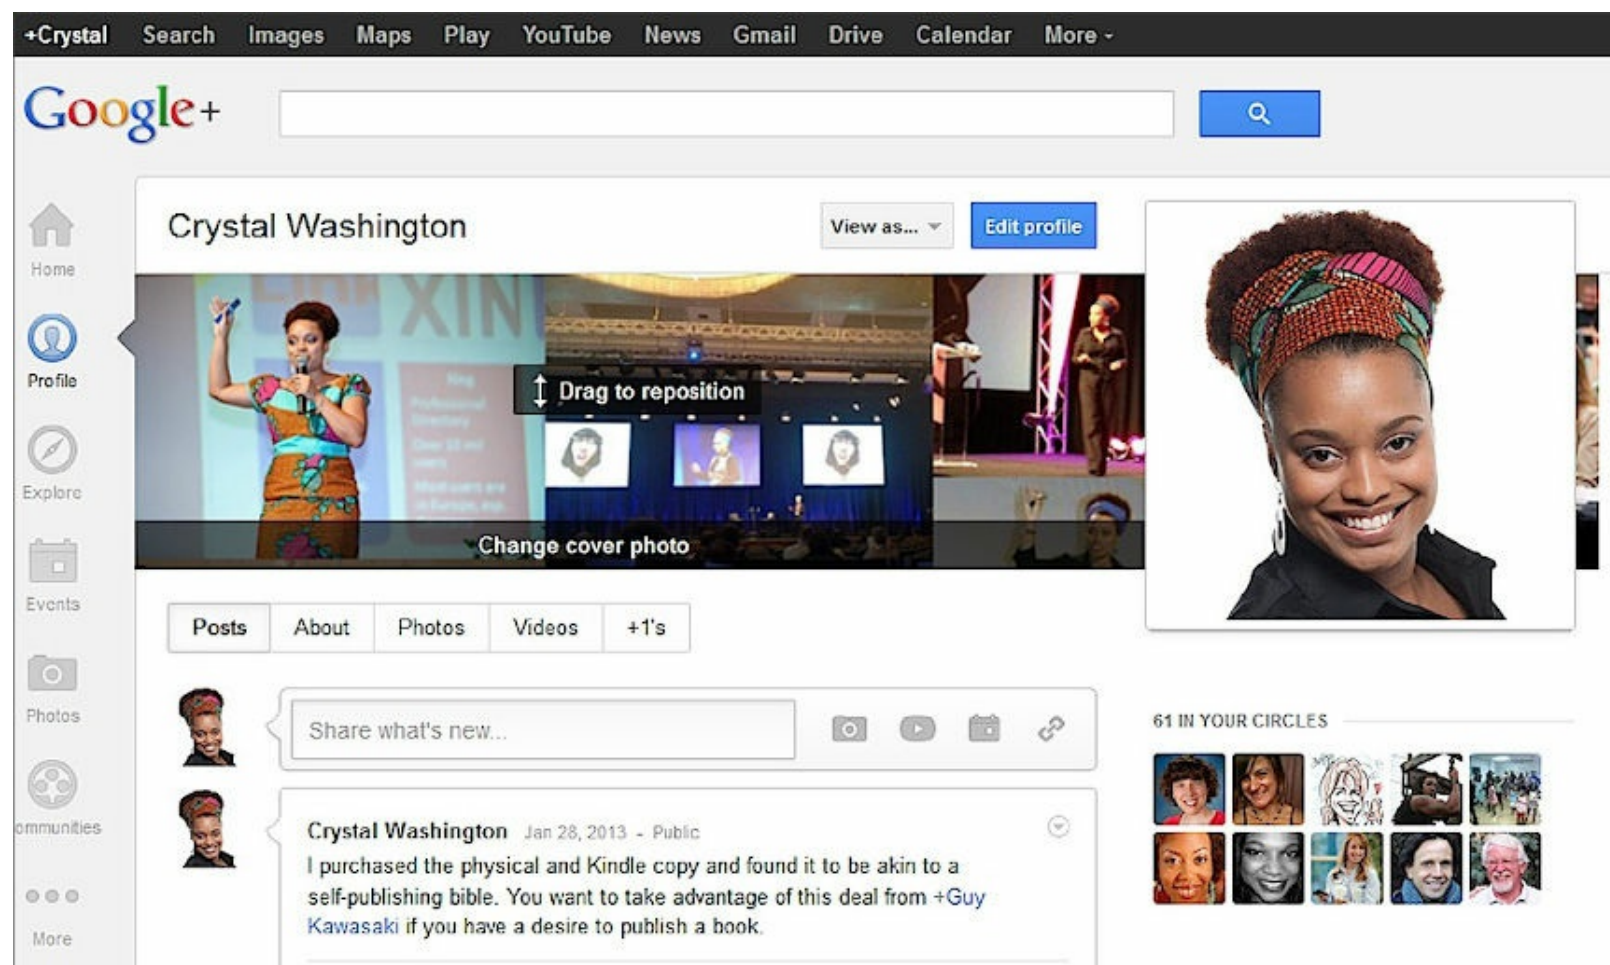 +Crystal Search Images Maps Play YouTube News Gmail Drive Calendar More
Google+
Crystal Washington
View as...
Edit profile
Home
Profile
Explore
Events
Photos
ommunities
More
XIN
Drag to reposition
Change cover photo
Posts About Photos Videos +1's
Share what's new...
61 IN YOUR CIRCLES
Crystal Washington Jan 28, 2013 - Public
I purchased the physical and Kindle copy and found it to be akin to a
self-publishing bible. You want to take advantage of this deal from +Guy
Kawasaki if you have a desire to publish a book.